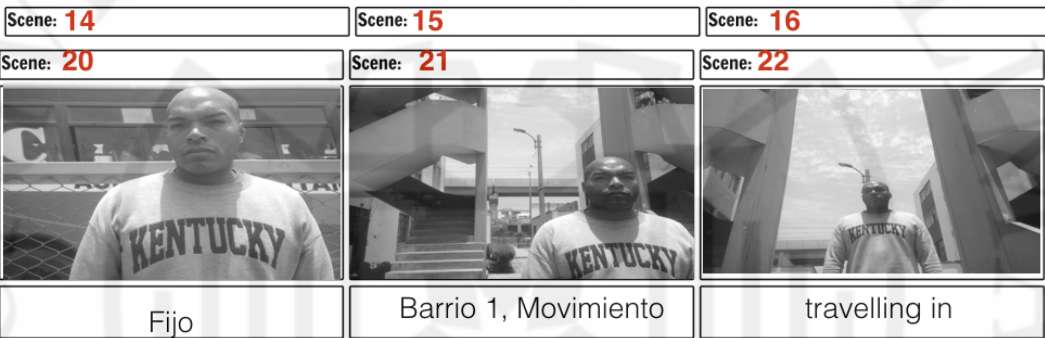 Scene: 14
Scene: 15
Scene: 16
Scene: 20
Scene: 21
Scene: 22
KENTUCKY
KENTUCKY
KENTUCKY
Fijo
Barrio 1, Movimiento
travelling in